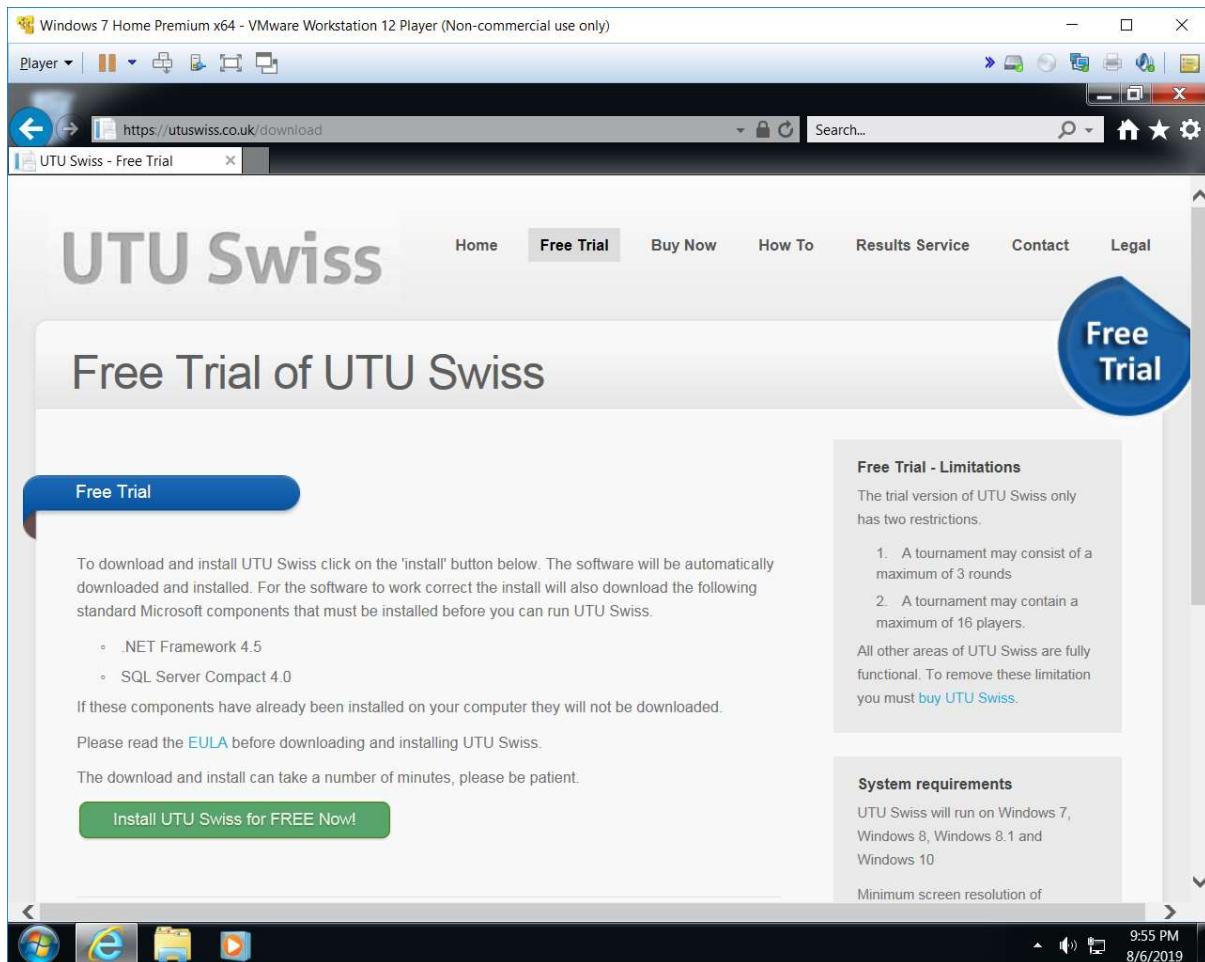 Windows 7 Home Premium x64 - VMware Workstation 12 Player (Non-commercial use only)
Player
https://utuswiss.co.uk/download
Search...
UTU Swiss - Free Trial
UTU Swiss
Home
Free Trial
Buy Now
How To
Results Service
Contact
Legal
Free
Trial
Free Trial of UTU Swiss
Free Trial
To download and install UTU Swiss click on the 'install' button below. The software will be automatically
downloaded and installed. For the software to work correct the install will also download the following
standard Microsoft components that must be installed before you can run UTU Swiss.
.NET Framework 4.5
SQL Server Compact 4.0
If these components have already been installed on your computer they will not be downloaded.
Please read the EULA before downloading and installing UTU Swiss.
The download and install can take a number of minutes, please be patient.
Install UTU Swiss for FREE Now!
Free Trial - Limitations
The trial version of UTU Swiss only
has two restrictions.
1. A tournament may consist of a
maximum of 3 rounds
2. A tournament may contain a
maximum of 16 players.
All other areas of UTU Swiss are fully
functional. To remove these limitation
you must buy UTU Swiss.
System requirements
UTU Swiss will run on Windows 7,
Windows 8, Windows 8.1 and
Windows 10
Minimum screen resolution of
9:55 PM
8/6/2019